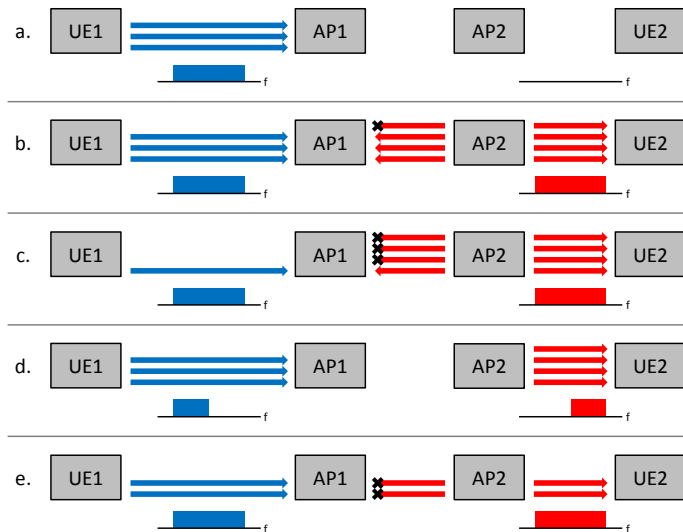 a. UE1 AP1 AP2 UE2
f f
b. UE1 AP1 AP2 UE2
f f
c. UE1 AP1 AP2 UE2
f f
d. UE1 AP1 AP2 UE2
f f
e. UE1 AP1 AP2 UE2
f f